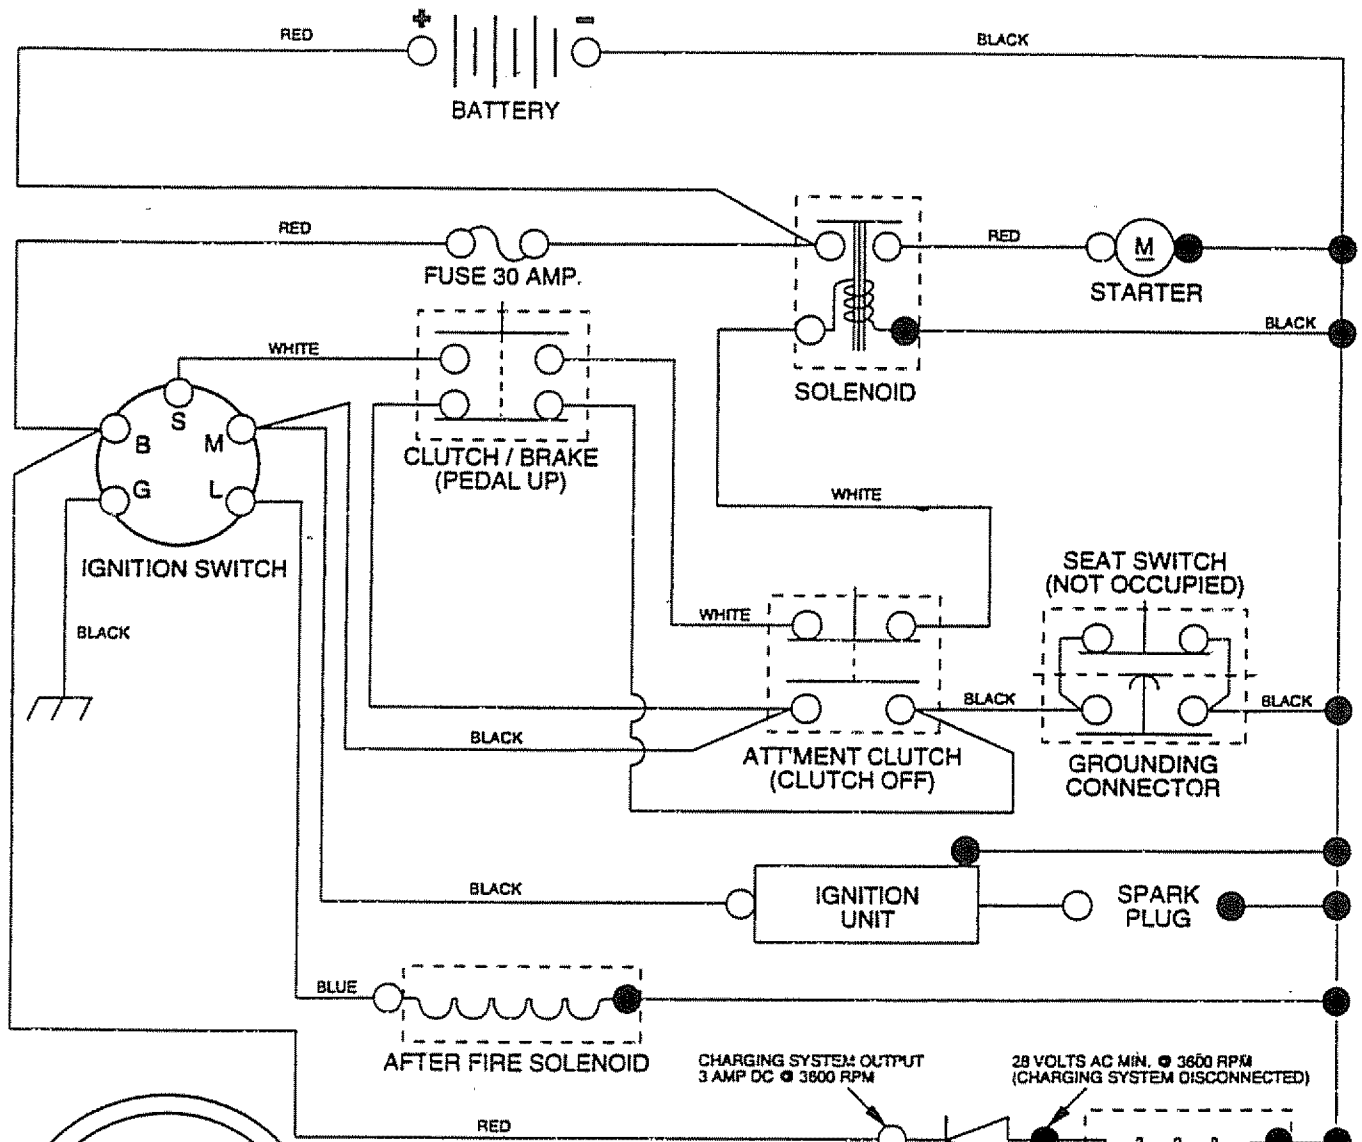 + -
RED
BLACK
BATTERY
RED
RED
M
FUSE 30 AMP.
STARTER
BLACK
WHITE
SOLENOID
S
B
M
CLUTCH / BRAKE
(PEDAL UP)
G
L
WHITE
IGNITION SWITCH
SEAT SWITCH
(NOT OCCUPIED)
WHITE
BLACK
BLACK
BLACK
BLACK
ATT'MENT CLUTCH
(CLUTCH OFF)
GROUNDING
CONNECTOR
BLACK
IGNITION
UNIT
SPARK
PLUG
BLUE
AFTER FIRE SOLENOID
CHARGING SYSTEM OUTPUT
3 AMP DC @ 3600 RPM
28 VOLTS AC MIN. @ 3600 RPM
(CHARGING SYSTEM DISCONNECTED)
RED